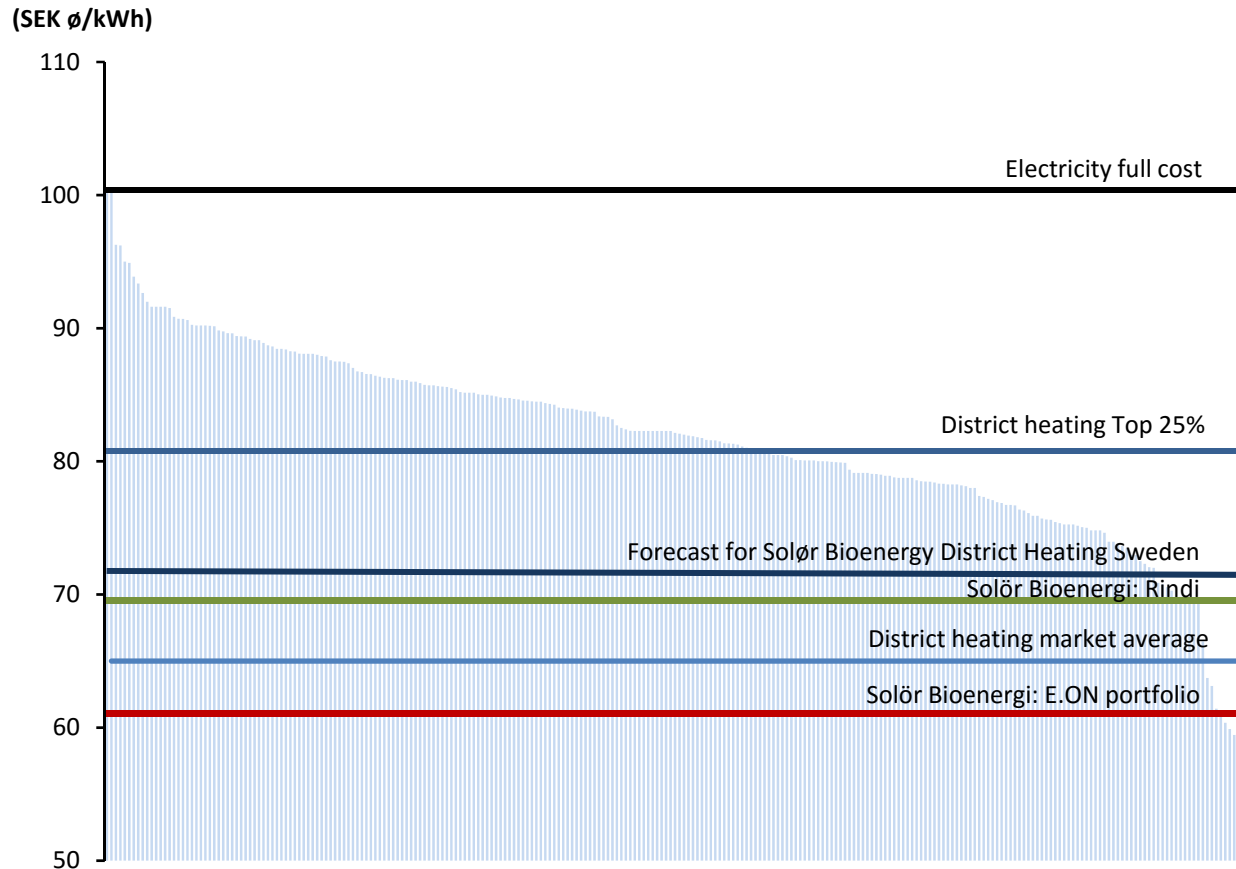 (SEK ø/kWh)
110
Electricity full cost
100
90
District heating Top 25%
80
Forecast for Solør Bioenergy District Heating Sweden
70
Solör Bioenergi: Rindi
District heating market average
Solör Bioenergi: E.ON portfolio
60
50